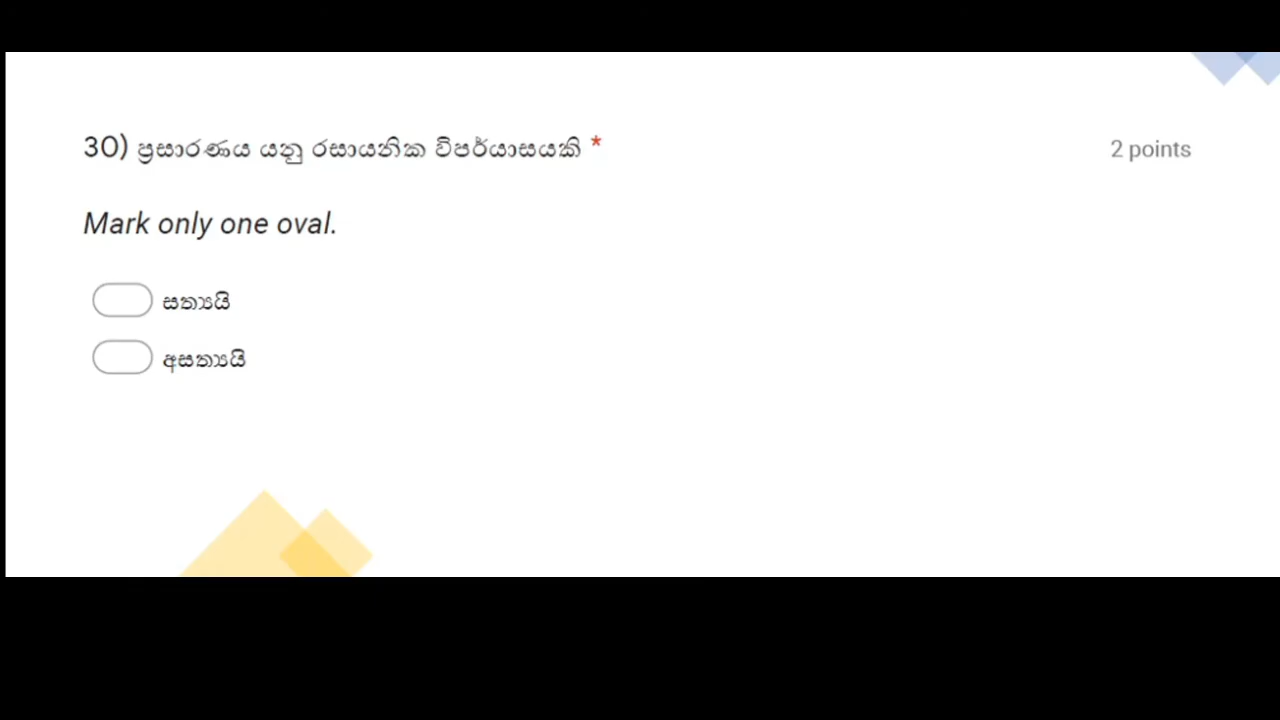 30) ප්‍රසාරණය යනු රසායනික විපර්යාසයකි *
2 points
Mark only one oval.
සත්‍යයි
අසත්‍යයි